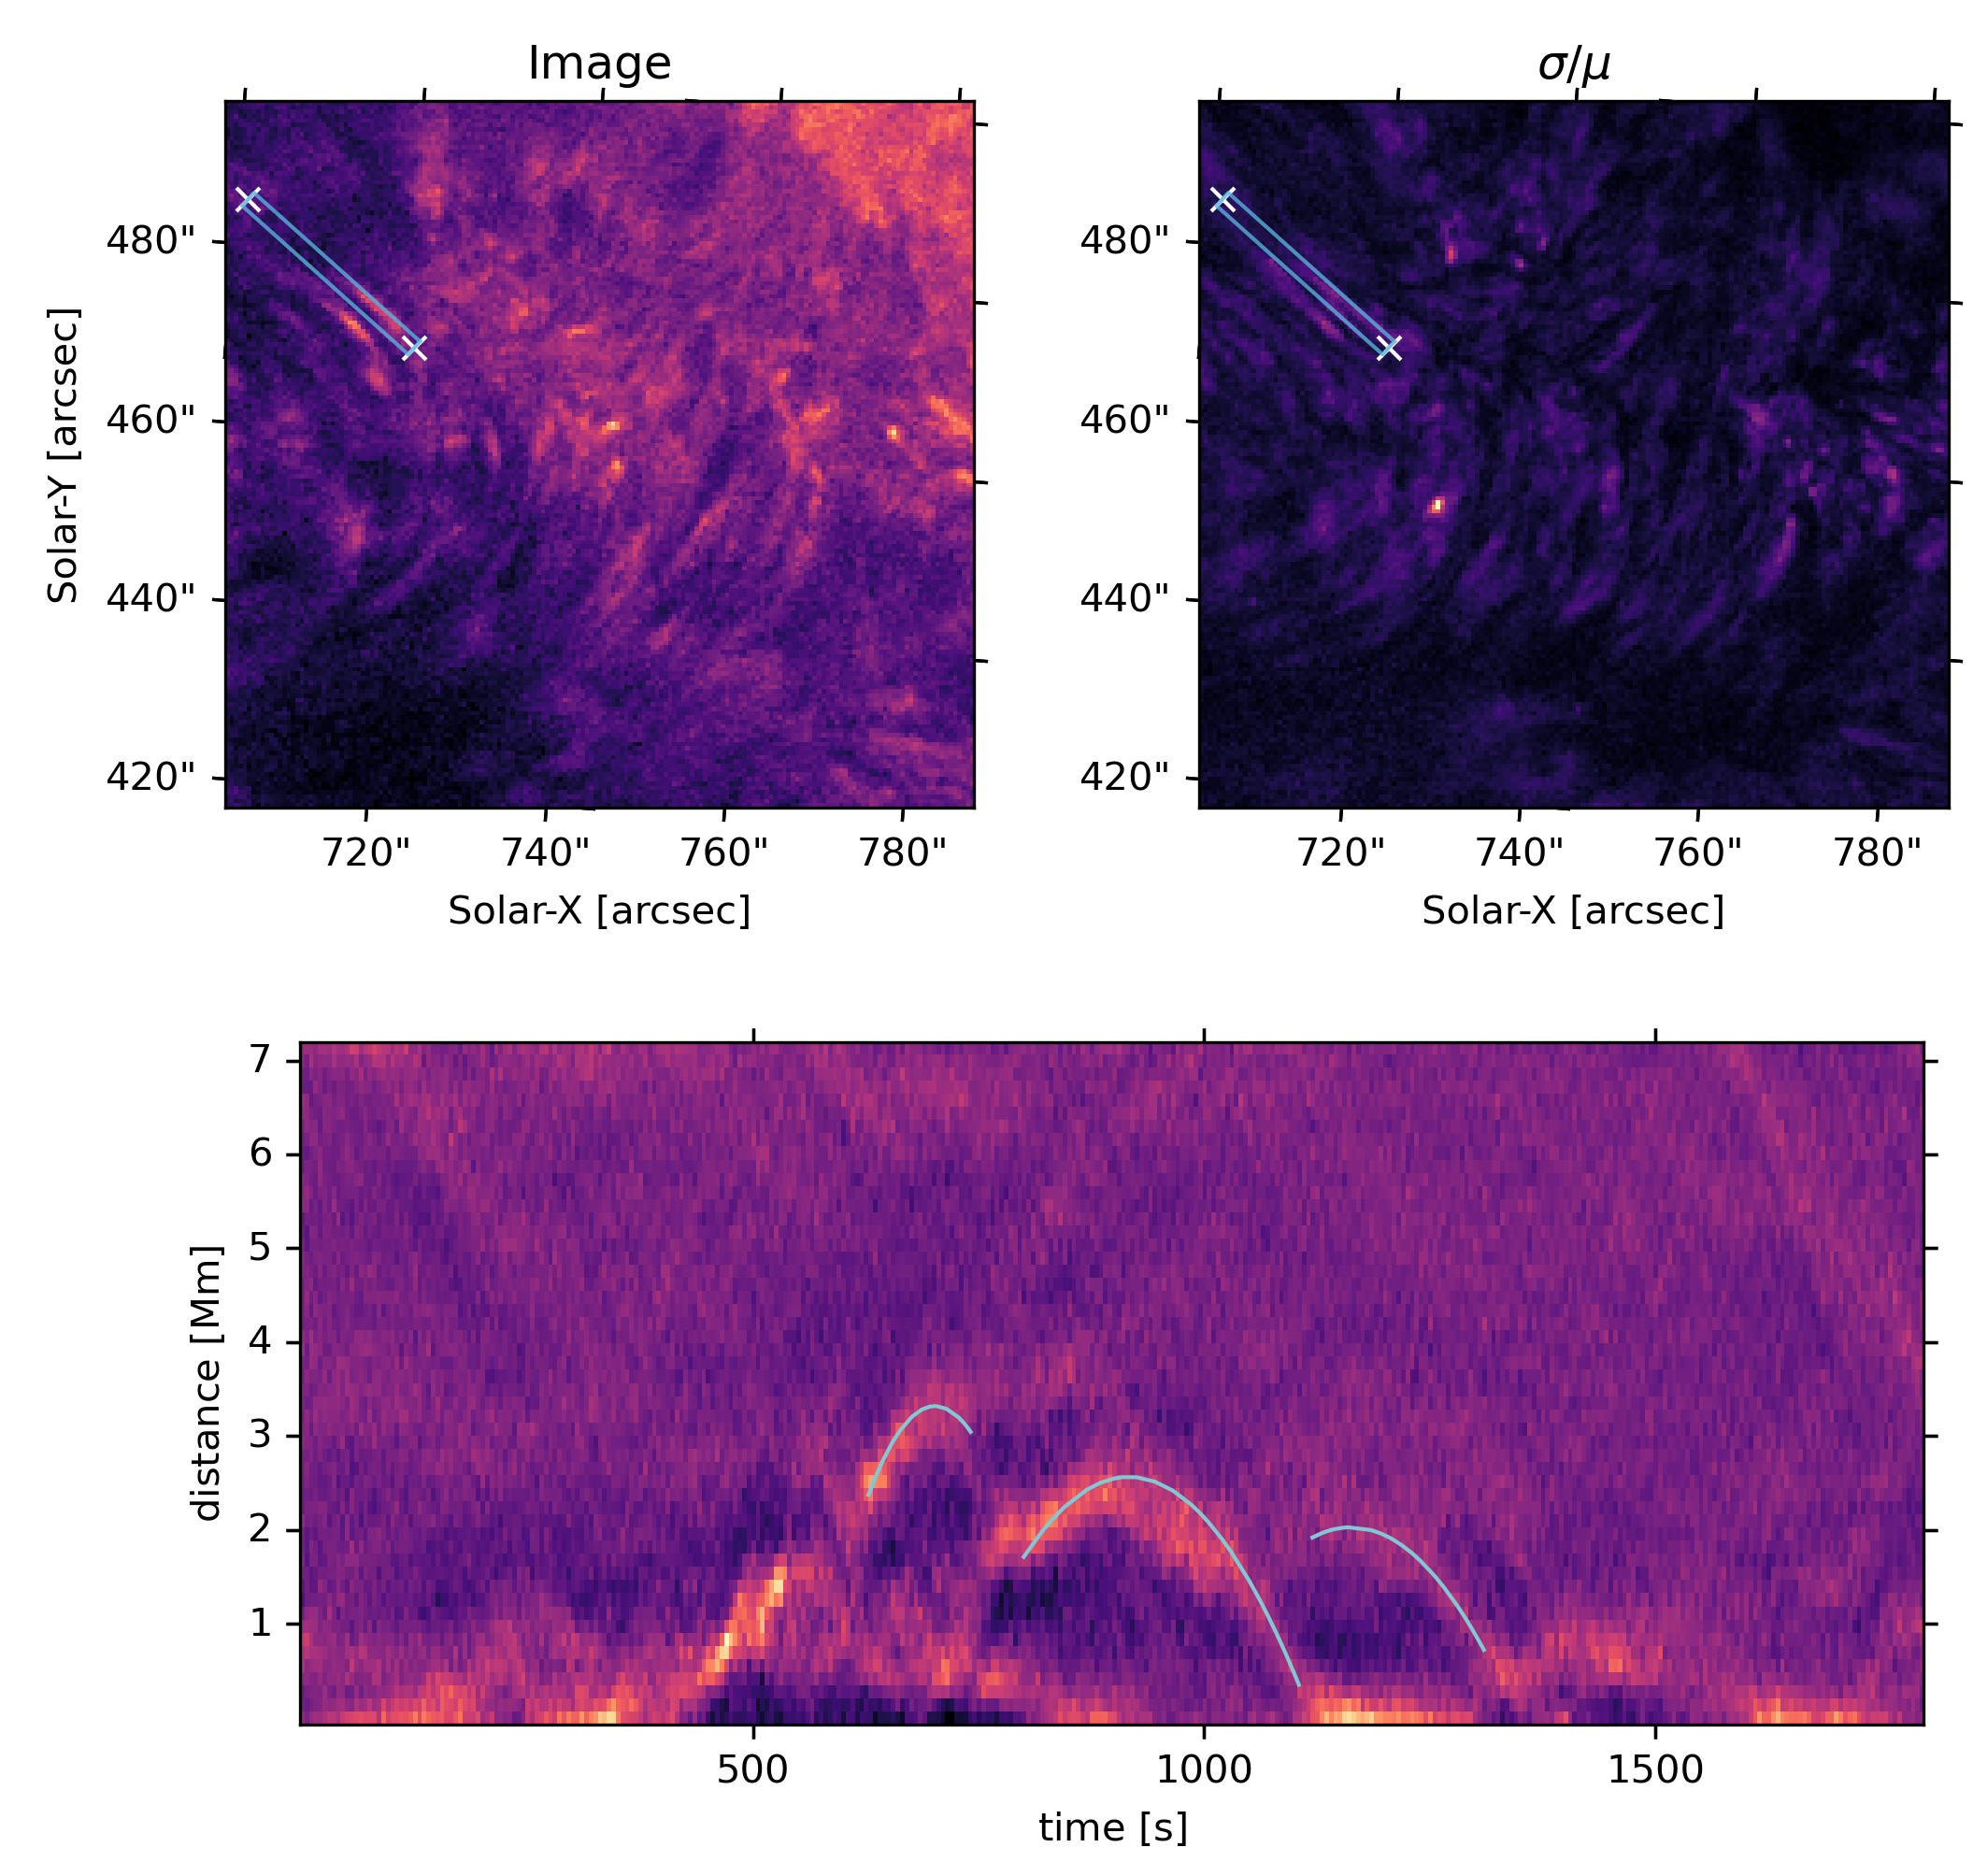 Image
σ/μ
480"
460"
440"
420"
Solar-Y [arcsec]
720" 740" 760" 780"
Solar-X [arcsec]
480"
460"
440"
420"
720" 740" 760" 780"
Solar-X [arcsec]
7
6
5
4
3
2
1
distance [Mm]
500 1000 1500
time [s]